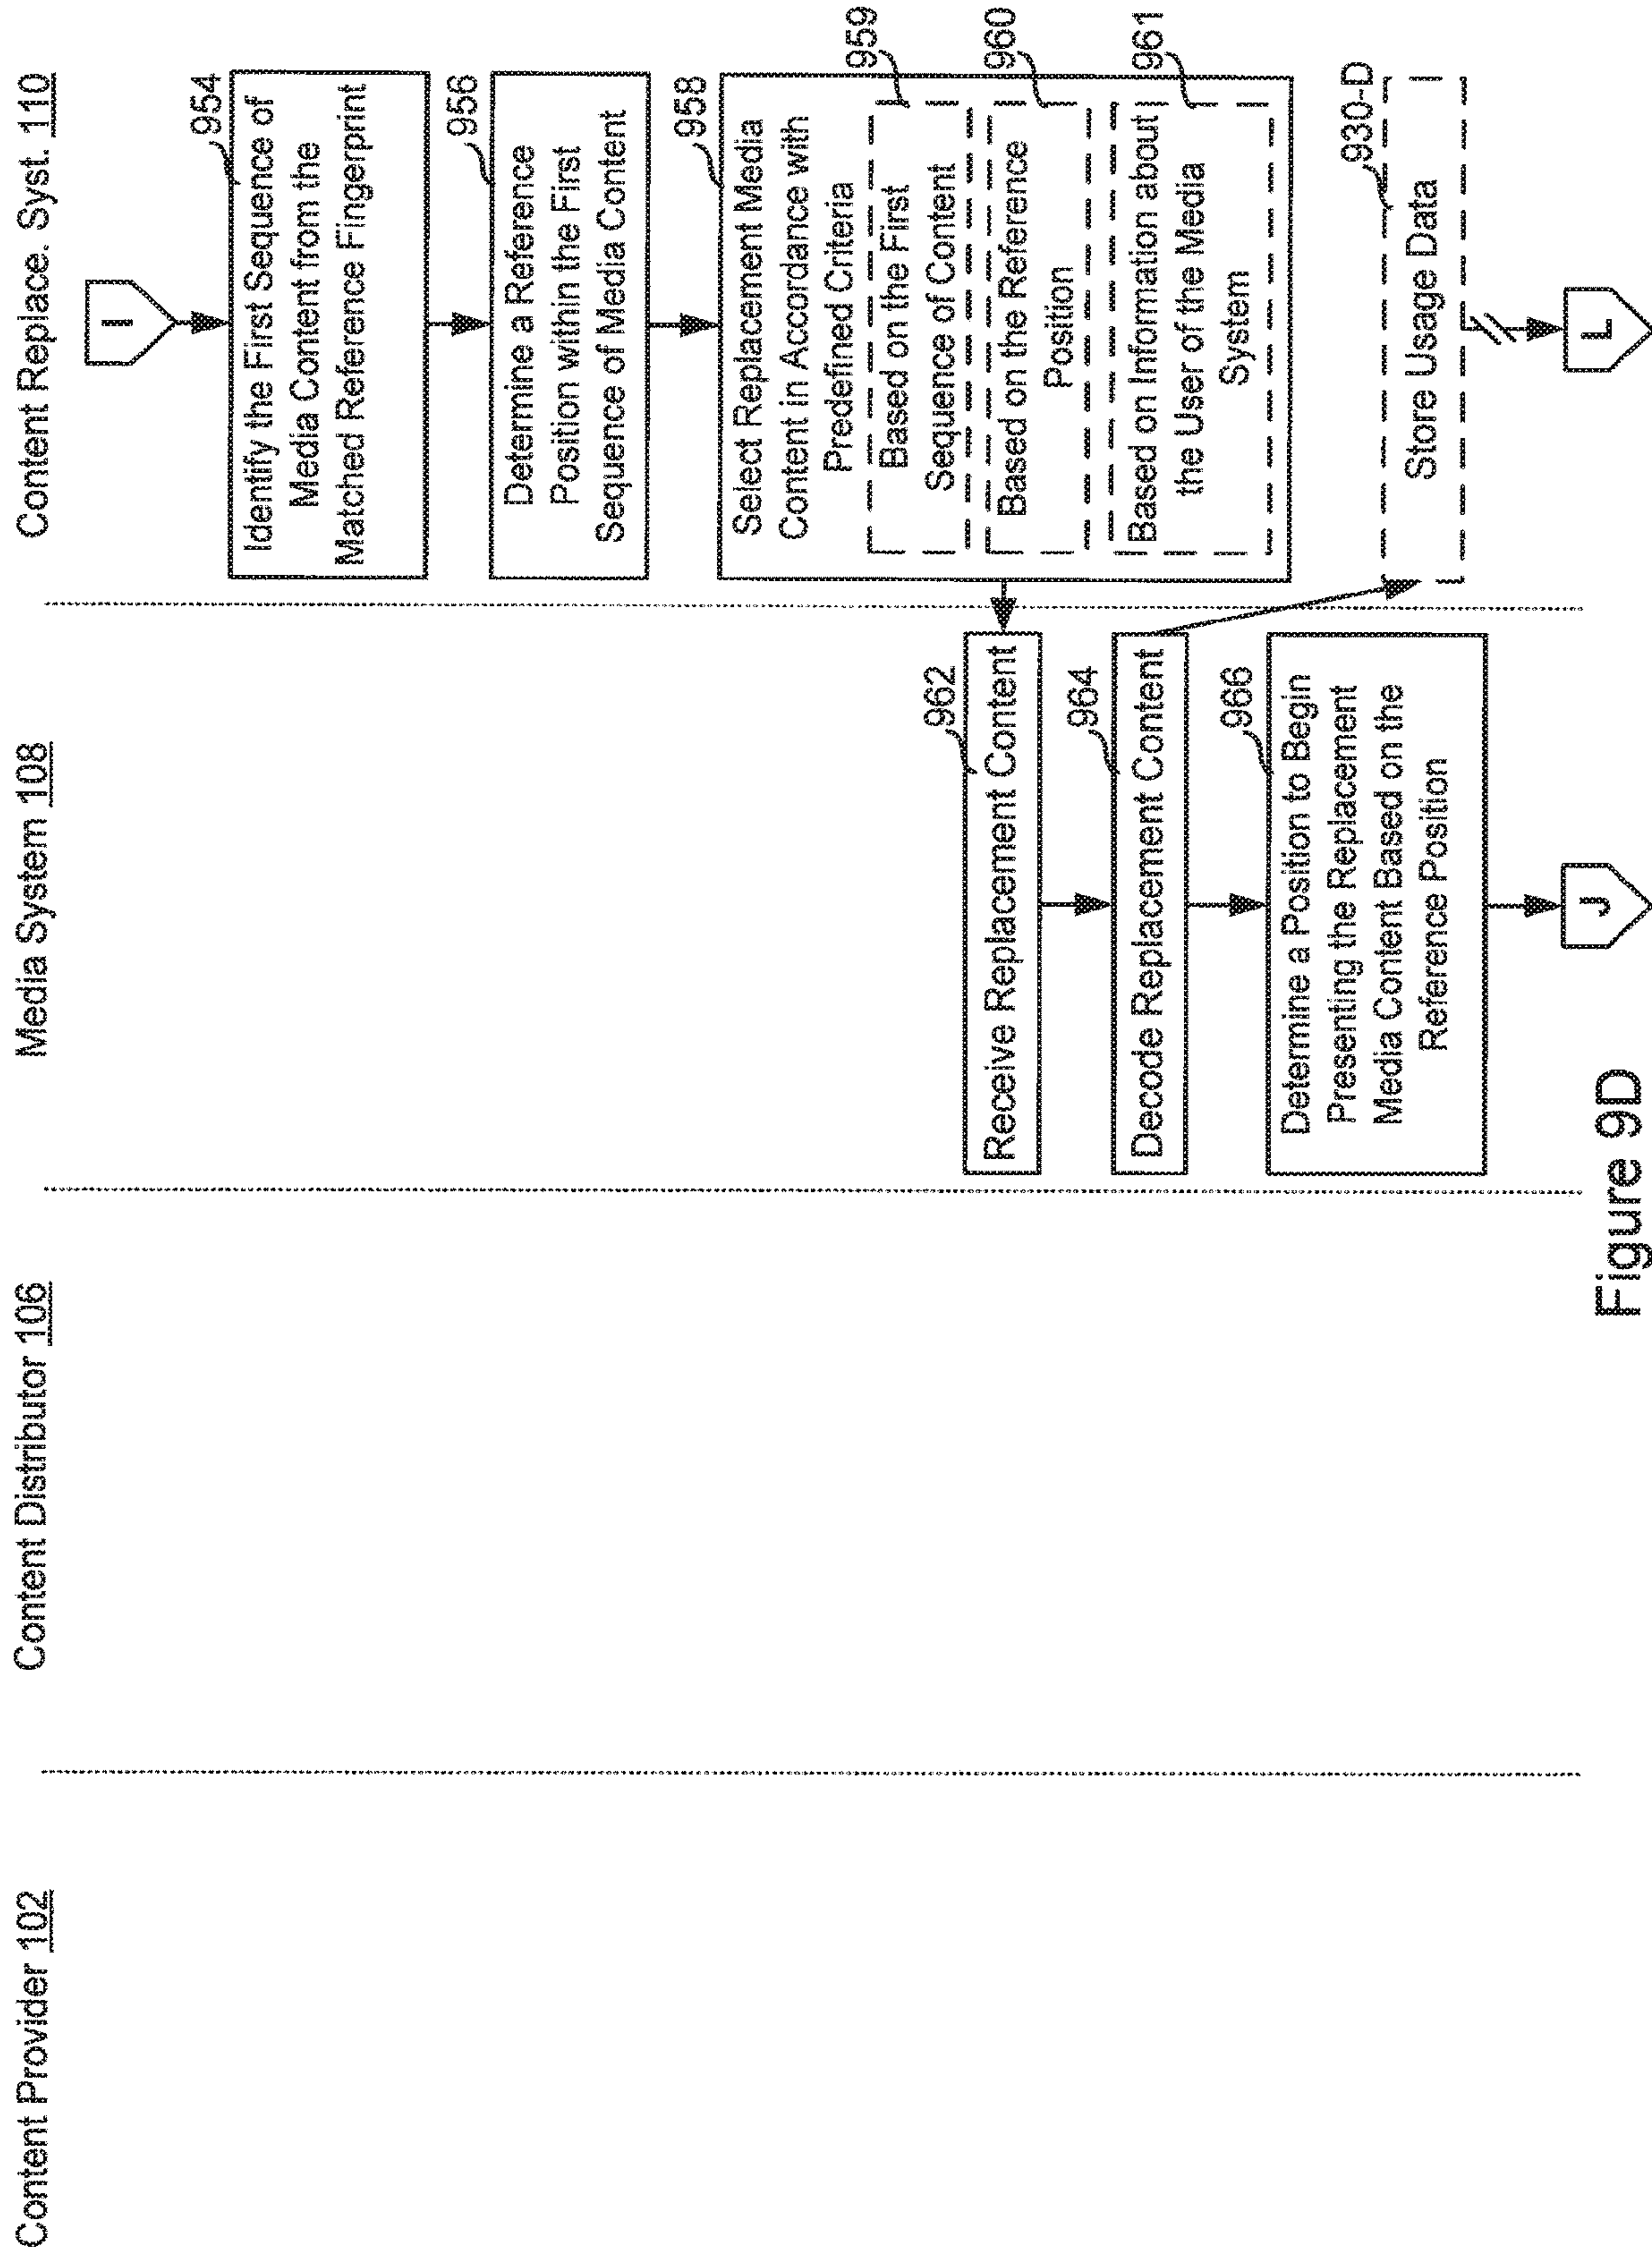 Content Provider 102
Content Distributor 106
Media System 108
Content Replace. Syst. 110
I
954
Identify the First Sequence of
Media Content from the
Matched Reference Fingerprint
956
Determine a Reference
Position within the First
Sequence of Media Content
958
Select Replacement Media
Content in Accordance with
Predefined Criteria
959
Based on the First
Sequence of Content
960
Based on the Reference
Position
961
Based on Information about
the User of the Media
System
962
Receive Replacement Content
964
Decode Replacement Content
966
Determine a Position to Begin
Presenting the Replacement
Media Content Based on the
Reference Position
930-D
Store Usage Data
J
L
Figure 9D